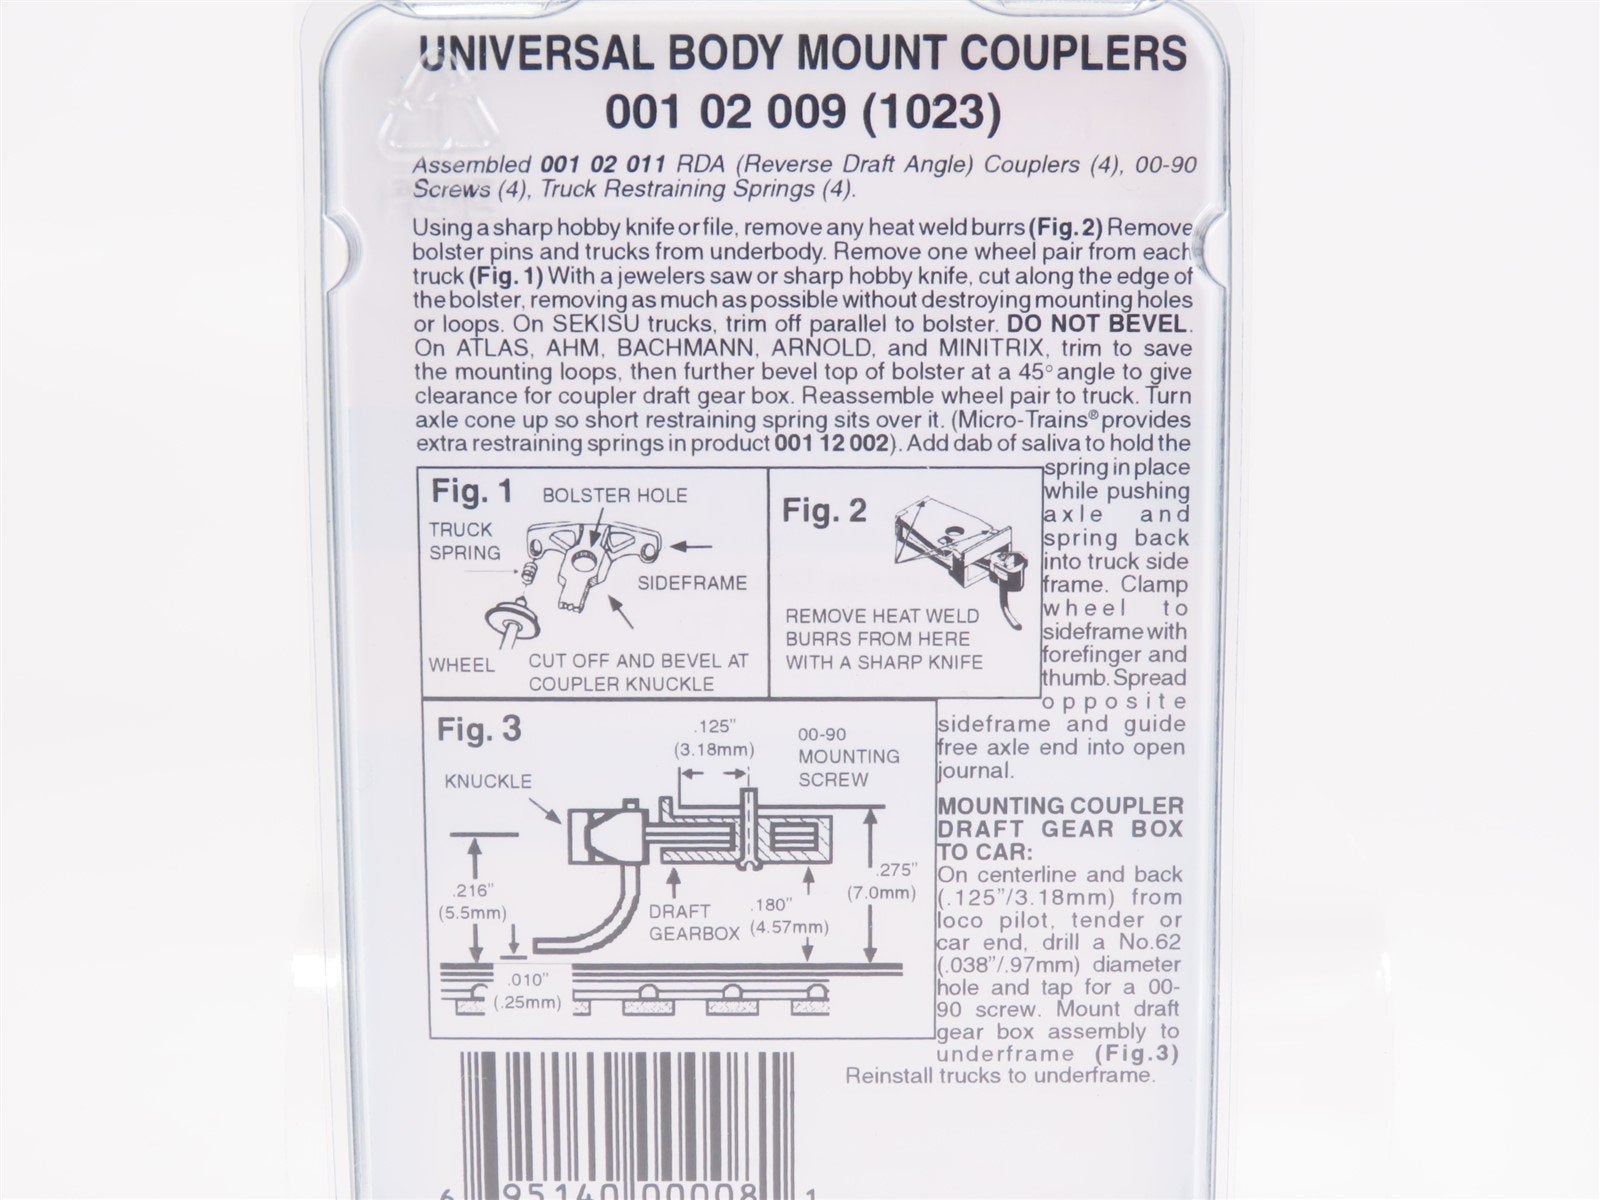 UNIVERSAL BODY MOUNT COUPLERS
001 02 009 (1023)
Assembled 001 02 011 RDA (Reverse Draft Angle) Couplers (4), 00-90
Screws (4), Truck Restraining Springs (4).
Using a sharp hobby knife or file, remove any heat weld burrs (Fig. 2) Remove
bolster pins and trucks from underbody. Remove one wheel pair from each
truck (Fig. 1) With a jewelers saw or sharp hobby knife, cut along the edge of
the bolster, removing as much as possible without destroying mounting holes
or loops. On SEKISU trucks, trim off parallel to bolster. DO NOT BEVEL.
On ATLAS, AHM, BACHMANN, ARNOLD, and MINITRIX, trim to save
the mounting loops, then further bevel top of bolster at a 45° angle to give
clearance for coupler draft gear box. Reassemble wheel pair to truck. Turn
axle cone up so short restraining spring sits over it. (Micro-Trains® provides
extra restraining springs in product 001 12 002). Add dab of saliva to hold the
spring in place
while pushing
axle and
spring back
into truck side
frame. Clamp
wheel to
sideframe with
forefinger and
thumb. Spread
opposite
sideframe and guide
free axle end into open
journal.
Fig. 1
BOLSTER HOLE
TRUCK
SPRING
SIDEFRAME
WHEEL
CUT OFF AND BEVEL AT
COUPLER KNUCKLE
Fig. 2
REMOVE HEAT WELD
BURRS FROM HERE
WITH A SHARP KNIFE
Fig. 3
.125"
(3.18mm)
00-90
MOUNTING
SCREW
KNUCKLE
.216"
(5.5mm)
DRAFT
GEARBOX
.180"
(4.57mm)
.275"
(7.0mm)
.010"
(.25mm)
MOUNTING COUPLER
DRAFT GEAR BOX
TO CAR:
On centerline and back
(.125"/3.18mm) from
loco pilot, tender or
car end, drill a No.62
(.038"/.97mm) diameter
hole and tap for a 00-
90 screw. Mount draft
gear box assembly to
underframe (Fig.3)
Reinstall trucks to underframe.
6 95140 00008 1